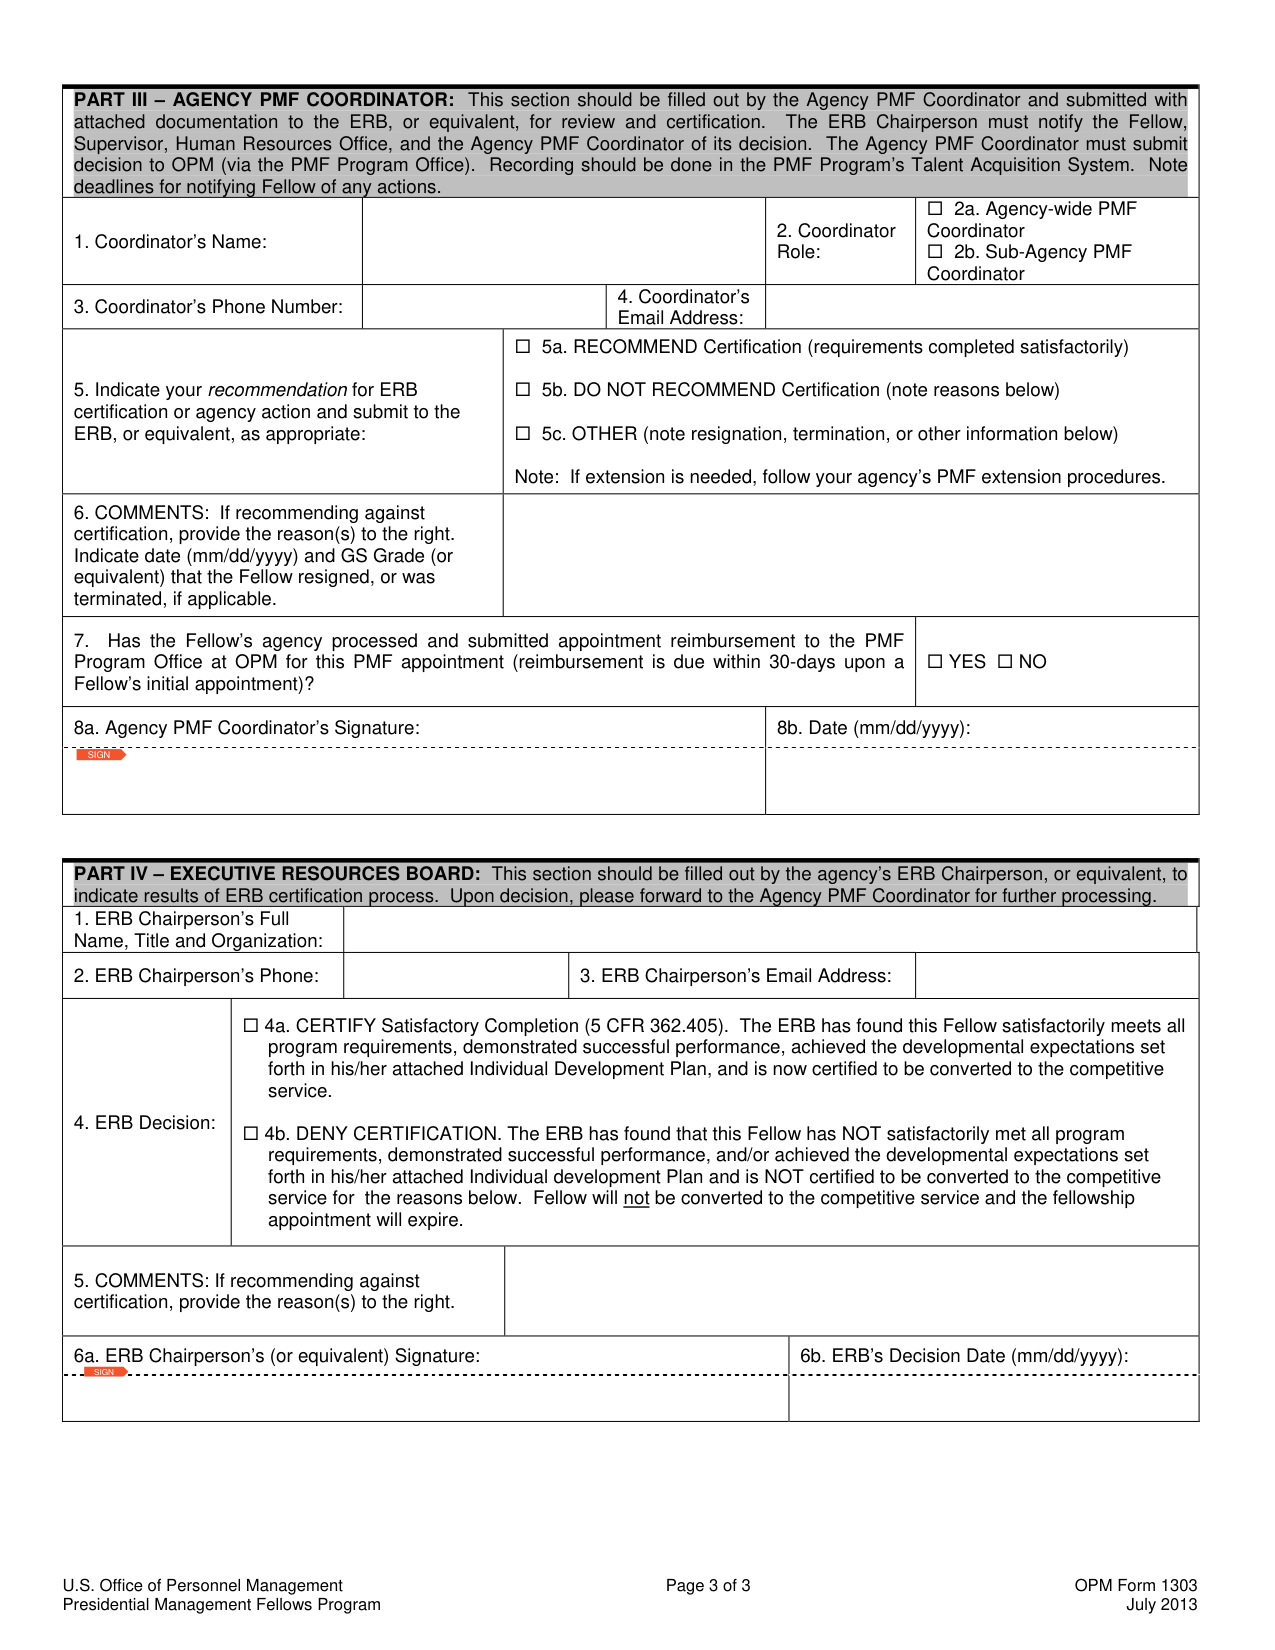 PART III – AGENCY PMF COORDINATOR:  This section should be filled out by the Agency PMF Coordinator and submitted with
attached documentation to the ERB, or equivalent, for review and certification.  The ERB Chairperson must notify the Fellow,
Supervisor, Human Resources Office, and the Agency PMF Coordinator of its decision.  The Agency PMF Coordinator must submit
decision to OPM (via the PMF Program Office).  Recording should be done in the PMF Program’s Talent Acquisition System.  Note
deadlines for notifying Fellow of any actions.
1. Coordinator’s Name:
2. Coordinator
Role:
☐ 2a. Agency-wide PMF
Coordinator
☐ 2b. Sub-Agency PMF
Coordinator
3. Coordinator’s Phone Number:
4. Coordinator’s
Email Address:
5. Indicate your recommendation for ERB
certification or agency action and submit to the
ERB, or equivalent, as appropriate:
☐ 5a. RECOMMEND Certification (requirements completed satisfactorily)
☐ 5b. DO NOT RECOMMEND Certification (note reasons below)
☐ 5c. OTHER (note resignation, termination, or other information below)
Note:  If extension is needed, follow your agency’s PMF extension procedures.
6. COMMENTS:  If recommending against
certification, provide the reason(s) to the right.
Indicate date (mm/dd/yyyy) and GS Grade (or
equivalent) that the Fellow resigned, or was
terminated, if applicable.
7.  Has the Fellow’s agency processed and submitted appointment reimbursement to the PMF
Program Office at OPM for this PMF appointment (reimbursement is due within 30-days upon a
Fellow’s initial appointment)?
☐ YES ☐ NO
8a. Agency PMF Coordinator’s Signature:
8b. Date (mm/dd/yyyy):
SIGN
PART IV – EXECUTIVE RESOURCES BOARD:  This section should be filled out by the agency’s ERB Chairperson, or equivalent, to
indicate results of ERB certification process.  Upon decision, please forward to the Agency PMF Coordinator for further processing.
1. ERB Chairperson’s Full
Name, Title and Organization:
2. ERB Chairperson’s Phone:
3. ERB Chairperson’s Email Address:
4. ERB Decision:
☐ 4a. CERTIFY Satisfactory Completion (5 CFR 362.405).  The ERB has found this Fellow satisfactorily meets all
program requirements, demonstrated successful performance, achieved the developmental expectations set
forth in his/her attached Individual Development Plan, and is now certified to be converted to the competitive
service.
☐ 4b. DENY CERTIFICATION. The ERB has found that this Fellow has NOT satisfactorily met all program
requirements, demonstrated successful performance, and/or achieved the developmental expectations set
forth in his/her attached Individual development Plan and is NOT certified to be converted to the competitive
service for  the reasons below.  Fellow will not be converted to the competitive service and the fellowship
appointment will expire.
5. COMMENTS: If recommending against
certification, provide the reason(s) to the right.
6a. ERB Chairperson’s (or equivalent) Signature:
6b. ERB’s Decision Date (mm/dd/yyyy):
SIGN
U.S. Office of Personnel Management
Presidential Management Fellows Program
Page 3 of 3
OPM Form 1303
July 2013